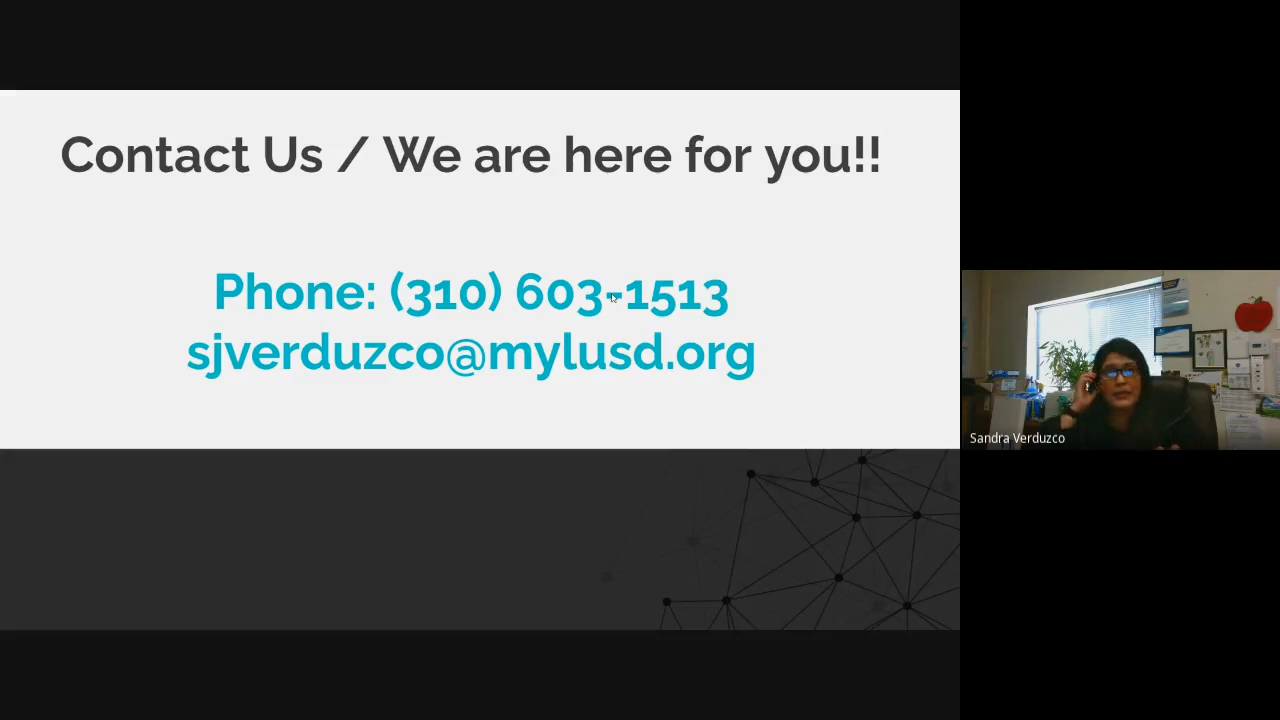 Contact Us / We are here for you!!
Phone: (310) 603-1513
sjverduzco@mylusd.org
Sandra Verduzco